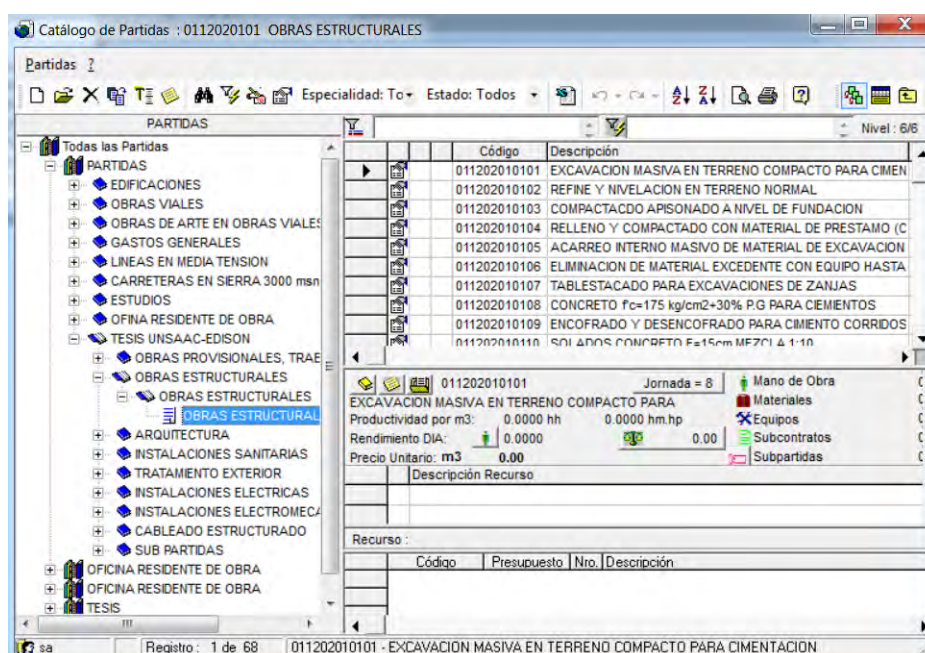 Catálogo de Partidas : 0112020101 OBRAS ESTRUCTURALES
Partidas ?
Especialidad: To Estado: Todos
PARTIDAS
Nivel : 6/6
Todas las Partidas
PARTIDAS
EDIFICACIONES
OBRAS VIALES
OBRAS DE ARTE EN OBRAS VIALES
GASTOS GENERALES
LINEAS EN MEDIA TENSION
CARRETERAS EN SIERRA 3000 msn
ESTUDIOS
OFINA RESIDENTE DE OBRA
TESIS UNSAAC-EDISON
OBRAS PROVISIONALES, TRAE
OBRAS ESTRUCTURALES
OBRAS ESTRUCTURALES
OBRAS ESTRUCTURAL
ARQUITECTURA
INSTALACIONES SANITARIAS
TRATAMIENTO EXTERIOR
INSTALACIONES ELECTRICAS
INSTALACIONES ELECTROMECA
CABLEADO ESTRUCTURADO
SUB PARTIDAS
OFICINA RESIDENTE DE OBRA
OFICINA RESIDENTE DE OBRA
TESIS
Código Descripción
011202010101 EXCAVACION MASIVA EN TERRENO COMPACTO PARA CIMEN
011202010102 REFINE Y NIVELACION EN TERRENO NORMAL
011202010103 COMPACTACDO APISONADO A NIVEL DE FUNDACION
011202010104 RELLENO Y COMPACTADO CON MATERIAL DE PRESTAMO (C
011202010105 ACARREO INTERNO MASIVO DE MATERIAL DE EXCAVACION
011202010106 ELIMINACION DE MATERIAL EXCEDENTE CON EQUIPO HASTA
011202010107 TABLESTACADO PARA EXCAVACIONES DE ZANJAS
011202010108 CONCRETO f'c=175 kg/cm2+30% P.G PARA CIEMIENTOS
011202010109 ENCOFRADO Y DESENCOFRADO PARA CIMIENTO CORRIDOS
011202010110 SOLADOS CONCRETO E=15cm MEZCLA 1:10
011202010101 Jornada = 8 Mano de Obra
EXCAVACION MASIVA EN TERRENO COMPACTO PARA Materiales
Productividad por m3: 0.0000 hh 0.0000 hm.hp Equipos
Rendimiento DIA: 0.0000 0.00 Subcontratos
Precio Unitario: m3 0.00 Subpartidas
Descripción Recurso
Recurso :
Código Presupuesto Nro. Descripción
sa Registro : 1 de 68 011202010101 - EXCAVACION MASIVA EN TERRENO COMPACTO PARA CIMENTACION